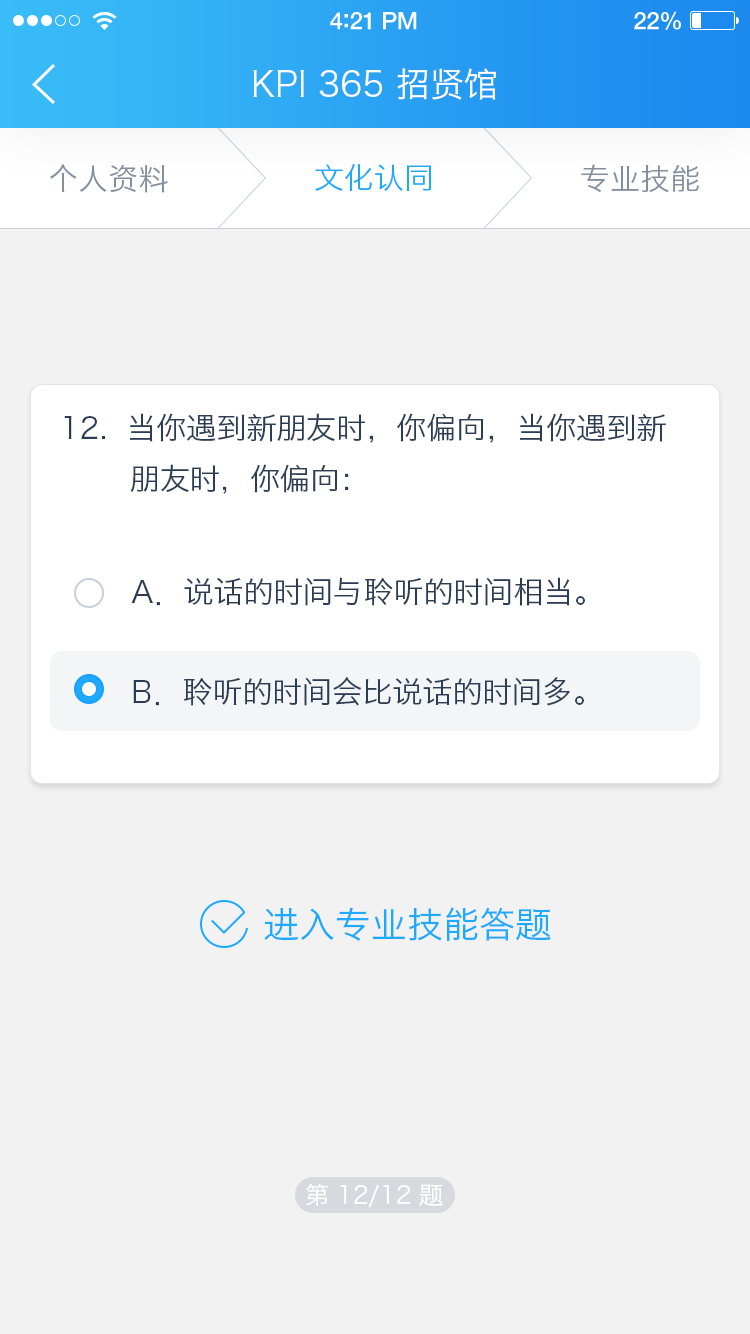 4:21 PM
22%
KPI 365 招贤馆
个人资料
文化认同
专业技能
12. 当你遇到新朋友时，你偏向，当你遇到新
朋友时，你偏向：
A. 说话的时间与聆听的时间相当。
B. 聆听的时间会比说话的时间多。
进入专业技能答题
第 12/12 题